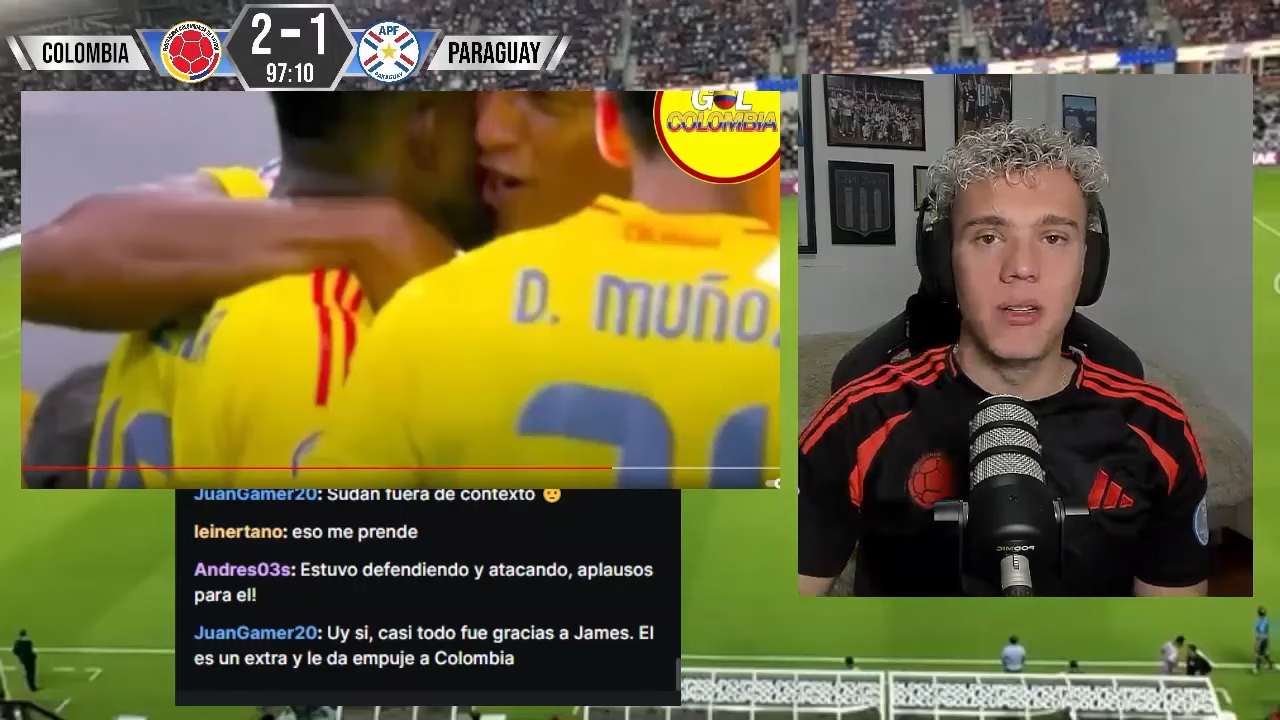 COLOMBIA
2-1
97:10
APF
PARAGUAY
PARAGUAY
GOL
COLOMBIA
D. MUÑOZ
JuanGamer20: Sudan fuera de contexto 🤨
leinertano: eso me prende
Andres03s: Estuvo defendiendo y atacando, aplausos
para el!
JuanGamer20: Uy si, casi todo fue gracias a James. El
es un extra y le da empuje a Colombia